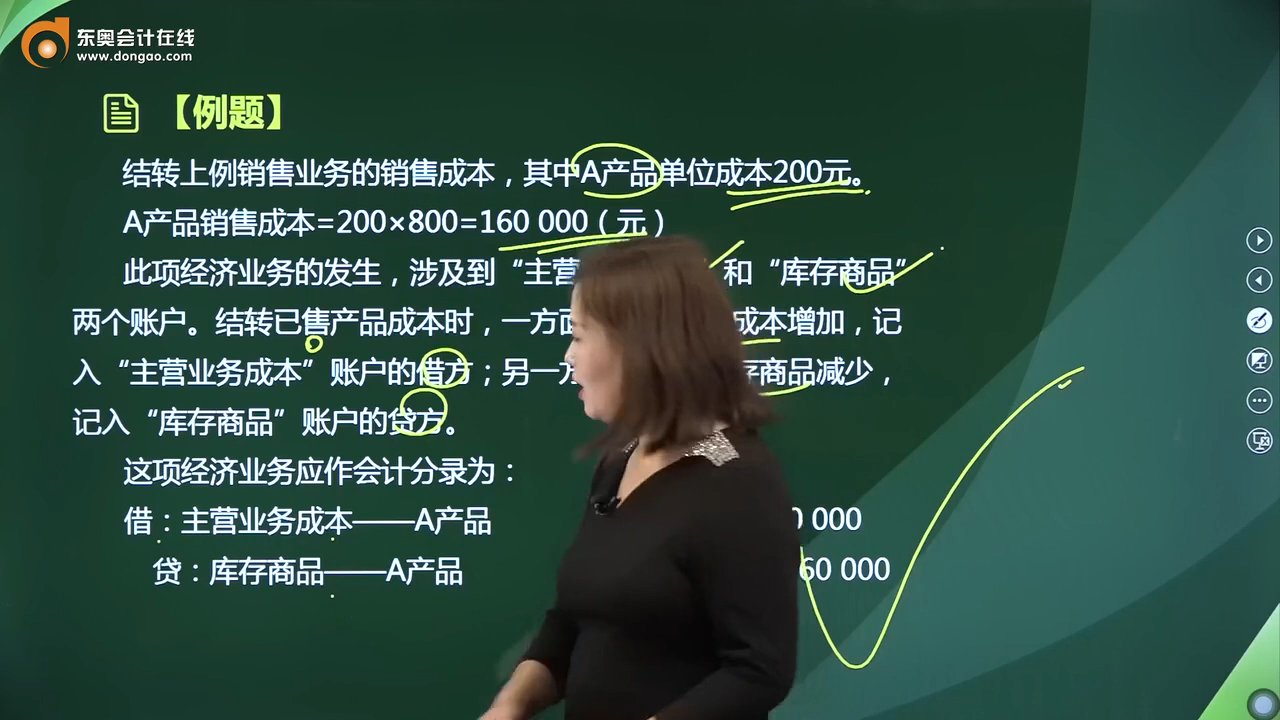 东奥会计在线
www.dongao.com
【例题】
结转上例销售业务的销售成本，其中A产品单位成本200元。
A产品销售成本=200×800=160 000（元）
此项经济业务的发生，涉及到“主营 和“库存商品”
两个账户。结转已售产品成本时，一方 成本增加，记
入“主营业务成本”账户的借方；另一方 存商品减少，
记入“库存商品”账户的贷方。
这项经济业务应作会计分录为：
借：主营业务成本——A产品 0 000
贷：库存商品——A产品 60 000